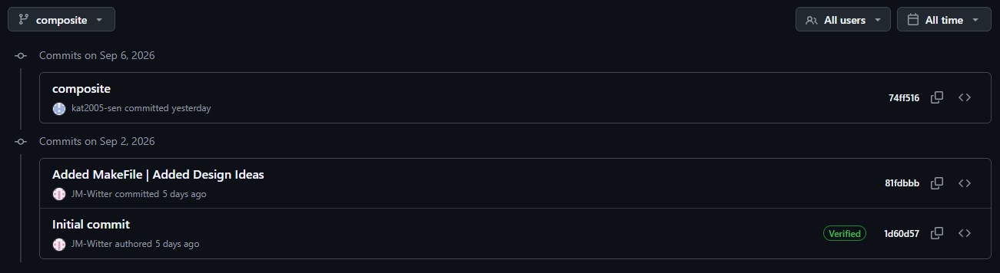 composite
All users
All time
Commits on Sep 6, 2026
composite
kat2005-sen committed yesterday
74ff516
Commits on Sep 2, 2026
Added MakeFile | Added Design Ideas
JM-Witter committed 5 days ago
81fdbbb
Initial commit
JM-Witter authored 5 days ago
Verified
1d60d57